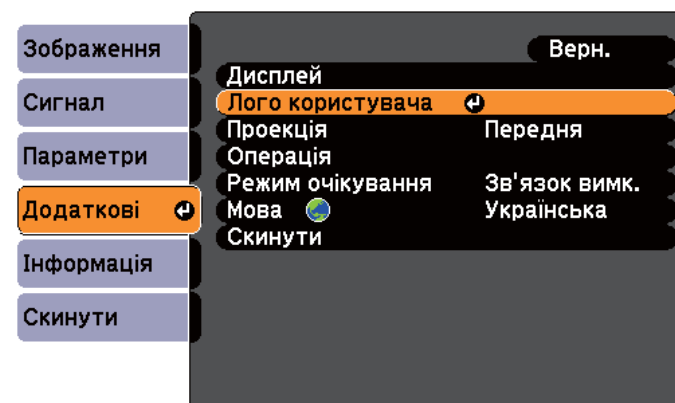 Зображення
Сигнал
Параметри
Додаткові
Інформація
Скинути
Верн.
Дисплей
Лого користувача
Проекція Передня
Операція
Режим очікування Зв'язок вимк.
Мова Українська
Скинути